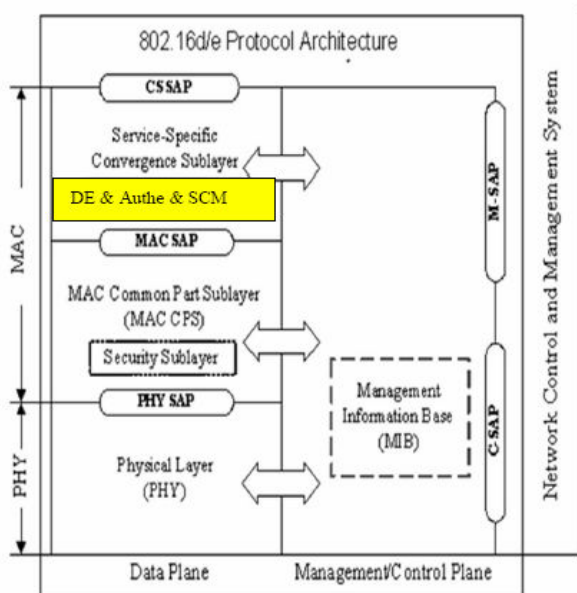 802.16d/e Protocol Architecture
CSSAP
Service-Specific
Convergence Sublayer
DE & Authe & SCM
MAC SAP
MAC Common Part Sublayer
(MAC CPS)
Security Sublayer
PHY SAP
Physical Layer
(PHY)
Management
Information Base
(MIB)
M-SAP
C-SAP
MAC
PHY
Data Plane
Management/Control Plane
Network Control and Management System